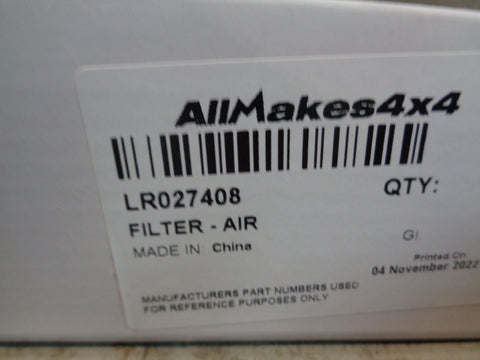 AllMakes4x4
LR027408
QTY:
FILTER - AIR
MADE IN: China
Printed On:
04 November 2022
MANUFACTURERS PART NUMBERS USED
FOR REFERENCE PURPOSES ONLY